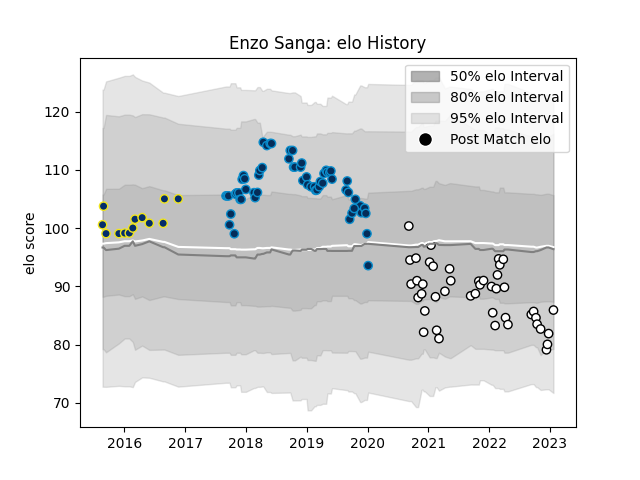 Enzo Sanga: elo History
50% elo Interval
80% elo Interval
95% elo Interval
Post Match elo
elo score
120
110
100
90
80
70
2016 2017 2018 2019 2020 2021 2022 2023